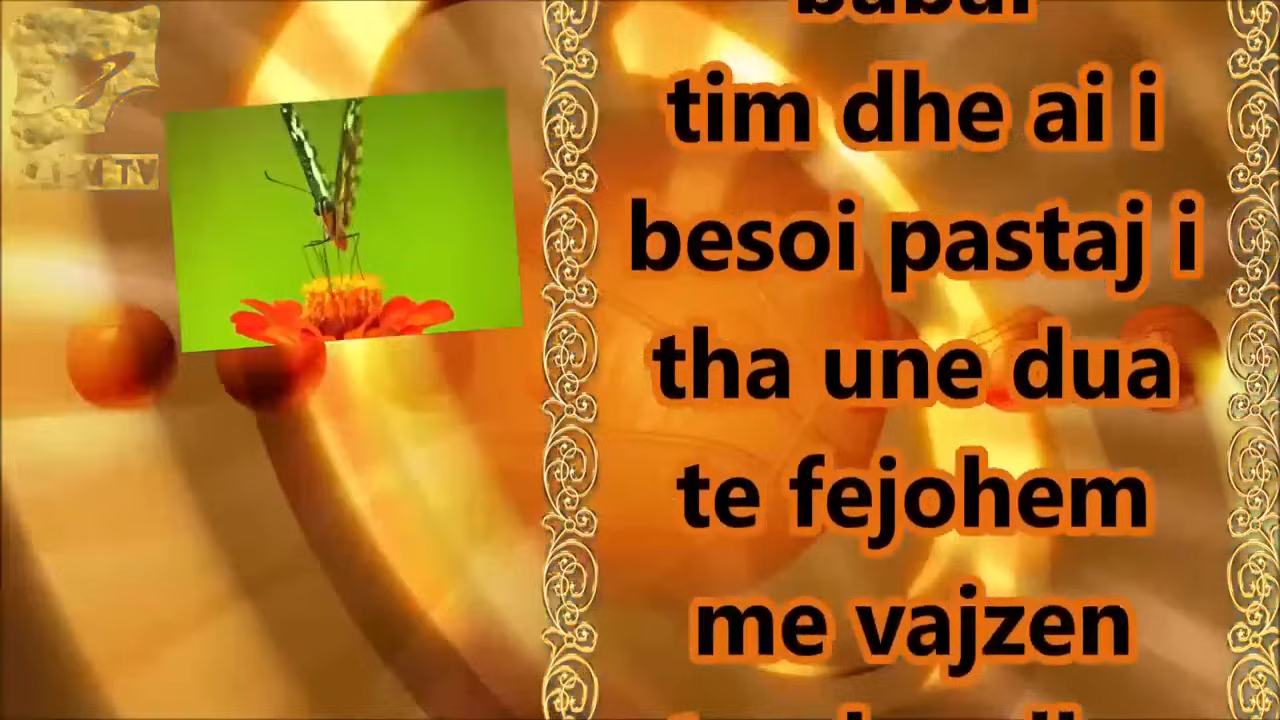 tim dhe ai i
besoi pastaj i
tha une dua
te fejohem
me vajzen